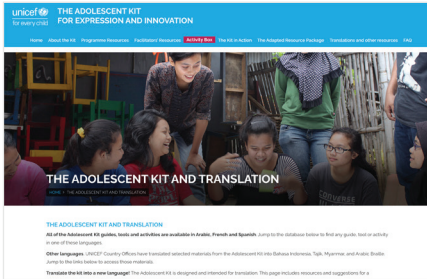 unicef
for every child
THE ADOLESCENT KIT
FOR EXPRESSION AND INNOVATION
Home About the Kit Programme Resources Facilitators' Resources Activity Box The Kit in Action The Adapted Resource Package Translations and other resources FAQ
CONVERSE
THE ADOLESCENT KIT AND TRANSLATION
HOME > THE ADOLESCENT KIT AND TRANSLATION
THE ADOLESCENT KIT AND TRANSLATION
All of the Adolescent Kit guides, tools and activities are available in Arabic, French and Spanish. Jump to the database below to find any guide, tool or activity
in one of those languages.
Other languages UNICEF Country Offices have translated selected materials from the Adolescent Kit into Bahasa Indonesia, Tajik, Myanmar, and Arabic Braille.
Jump to the links below to access those materials.
Translate the kit into a new language! The Adolescent Kit is designed and intended for translation. This page includes resources and suggestions for a